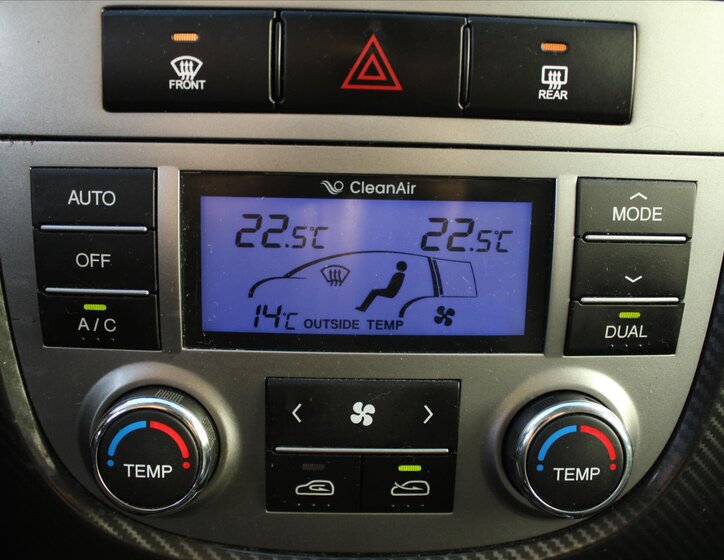 FRONT
REAR
CleanAir
AUTO
OFF
A/C
22.5°C
22.5°C
14°C OUTSIDE TEMP
MODE
DUAL
TEMP
TEMP